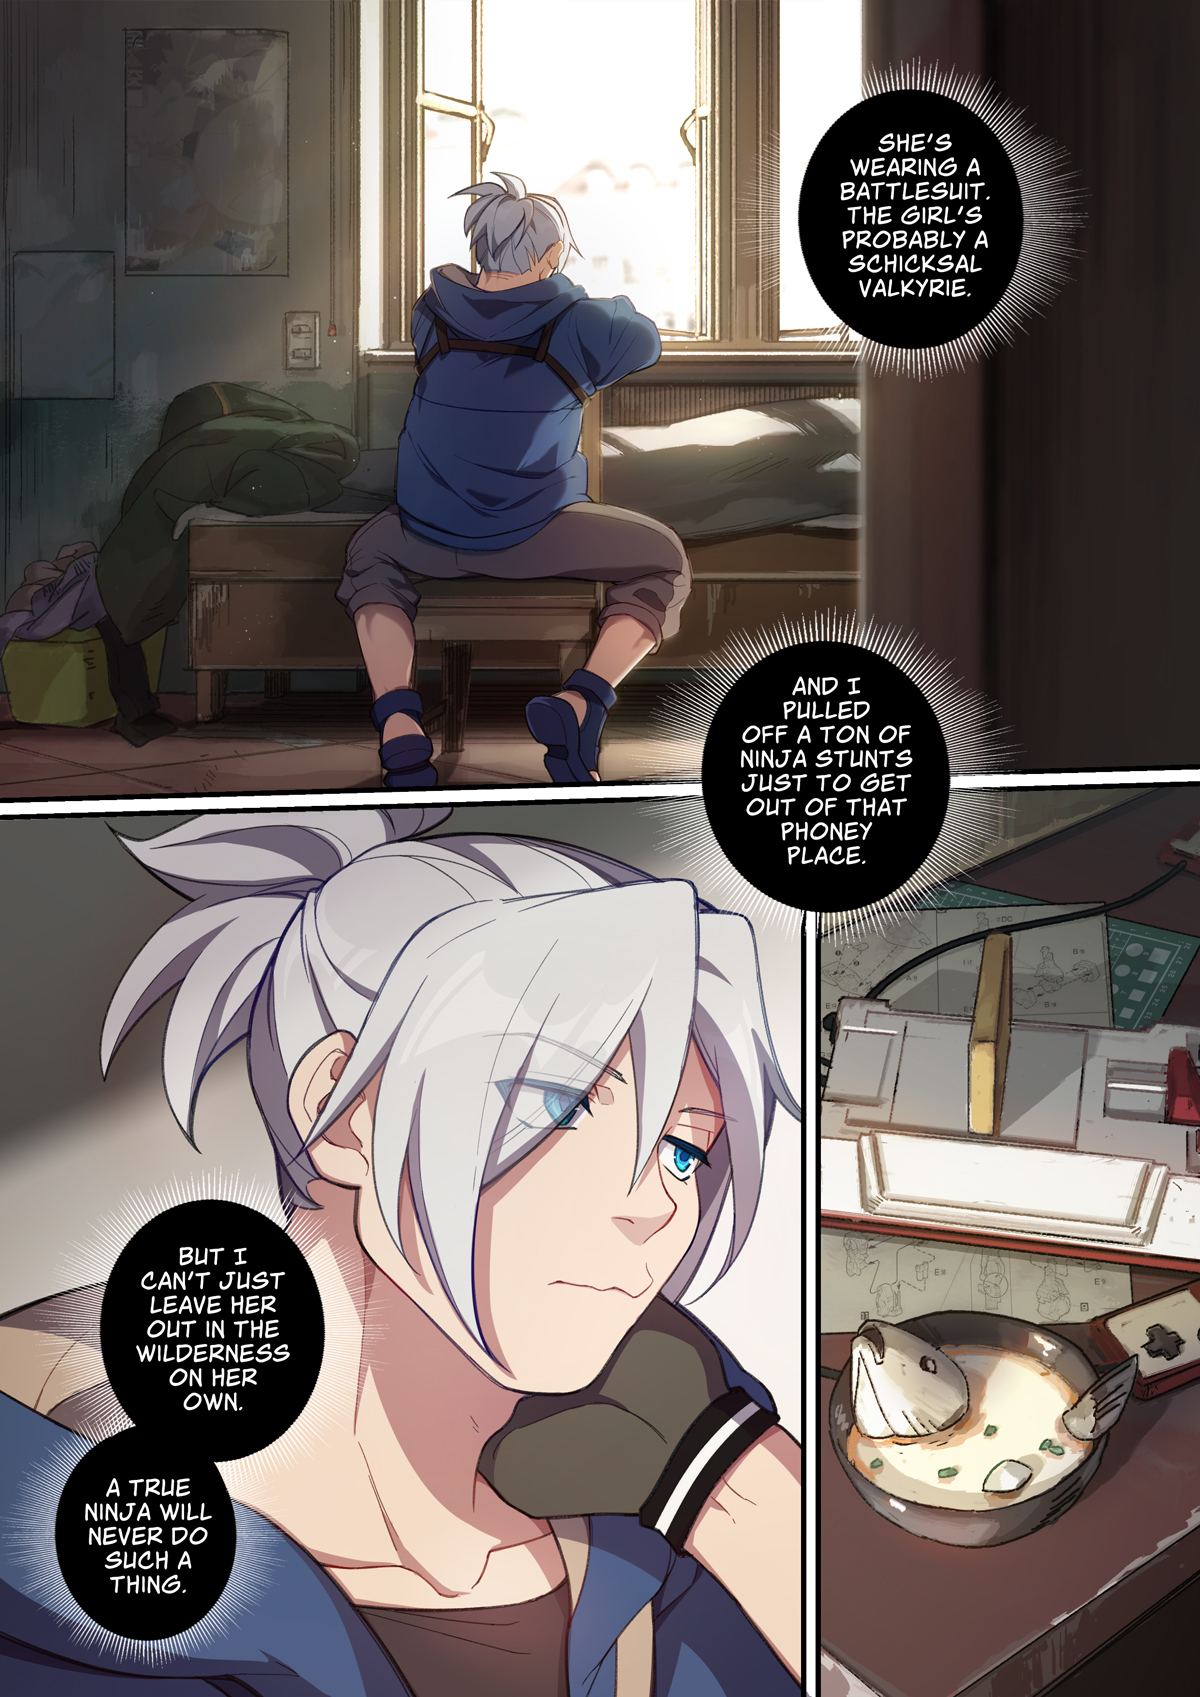 SHE'S
WEARING A
BATTLESUIT.
THE GIRL'S
PROBABLY A
SCHICKSAL
VALKYRIE.
AND I
PULLED
OFF A TON OF
NINJA STUNTS
JUST TO GET
OUT OF THAT
PHONEY
PLACE.
BUT I
CAN'T JUST
LEAVE HER
OUT IN THE
WILDERNESS
ON HER
OWN.
A TRUE
NINJA WILL
NEVER DO
SUCH A
THING.